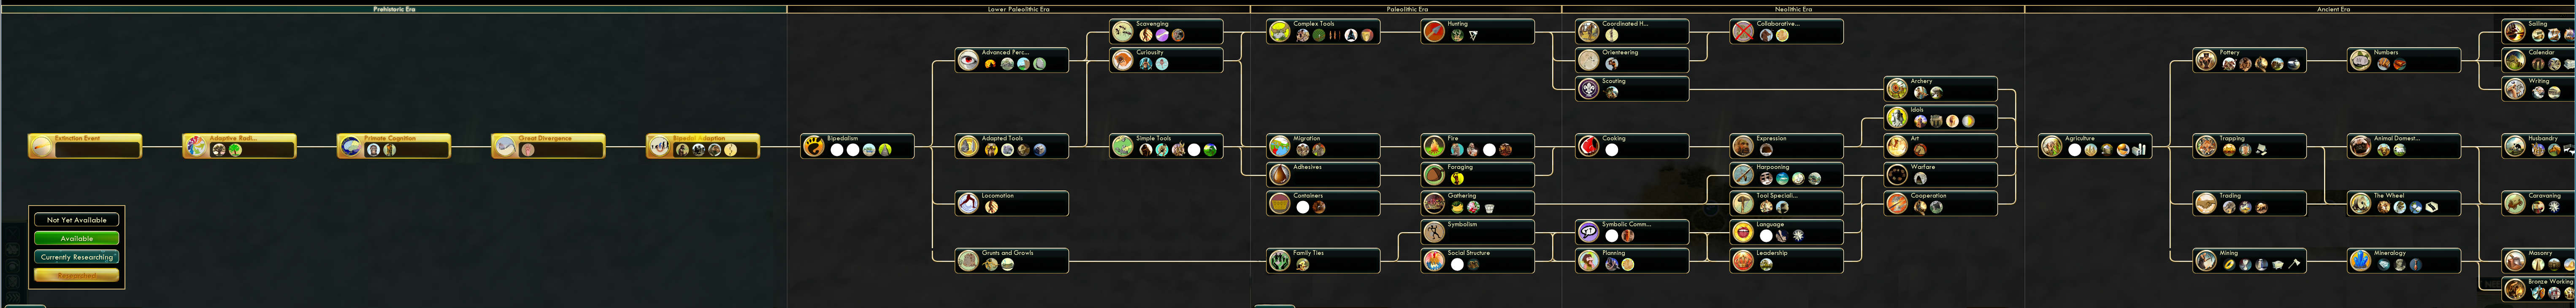 Prehistoric Era
Lower Paleolithic Era
Paleolithic Era
Neolithic Era
Ancient Era
Extinction Event
Adaptive Radi...
Primate Cognition
Great Divergence
Bipedal Adaption
Bipedalism
Advanced Perc...
Adapted Tools
Locomotion
Grunts and Growls
Scavenging
Curiousity
Simple Tools
Complex Tools
Migration
Adhesives
Containers
Family Ties
Hunting
Fire
Foraging
Gathering
Symbolism
Social Structure
Coordinated H...
Orienteering
Scouting
Cooking
Symbolic Comm...
Planning
Collaborative...
Expression
Harpooning
Tool Speciali...
Language
Leadership
Archery
Idols
Art
Warfare
Cooperation
Agriculture
Pottery
Trapping
Trading
Mining
Numbers
Animal Domest...
The Wheel
Mineralogy
Sailing
Calendar
Writing
Husbandry
Caravaning
Masonry
Bronze Working
Not Yet Available
Available
Currently Researching
Researched